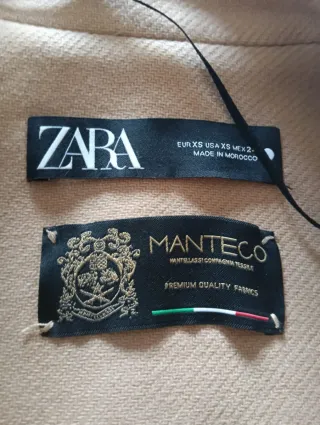 ZARA
EUR XS USA XS MEX 2
MADE IN MOROCCO
MANTECO
PREMIUM QUALITY FABRICS